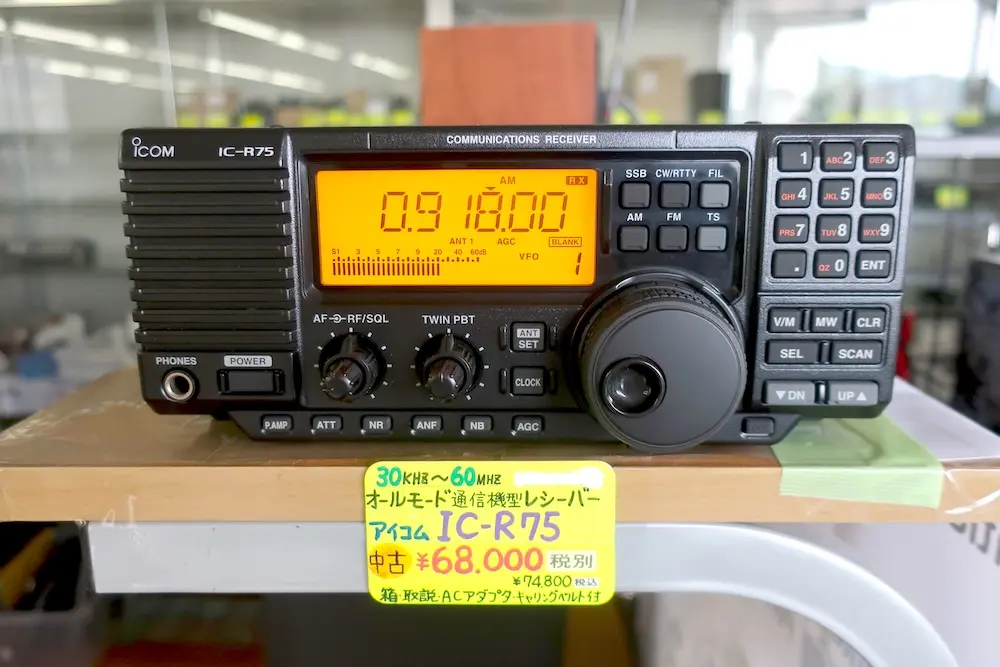 COMMUNICATIONS RECEIVER
ICOM IC-R75
AM RX
0.918.00
ANT 1 AGC BLANK
S1 3 5 7 9 20 40 60dB
VFO 1
SSB CW/RTTY FIL
AM FM TS
1 ABC2 DEF3
GHI4 JKL5 MNO6
PRS7 TUV8 WXY9
. QZ0 ENT
V/M MW CLR
SEL SCAN
▼DN UP▲
AF RF/SQL TWIN PBT
ANT SET
CLOCK
PHONES POWER
P.AMP ATT NR ANF NB AGC
30KHz～60MHz
オールモード通信機型レシーバー
アイコム IC-R75
中古 ¥68.000 税別
¥74,800税込
箱・取説・ACアダプタ・キャリングベルト付